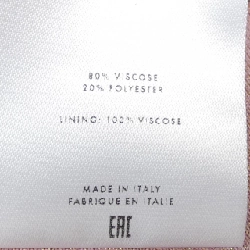 80% VISCOSE
20% POLYESTER
LINING: 100% VISCOSE
MADE IN ITALY
FABRIQUE EN ITALIE
EAC